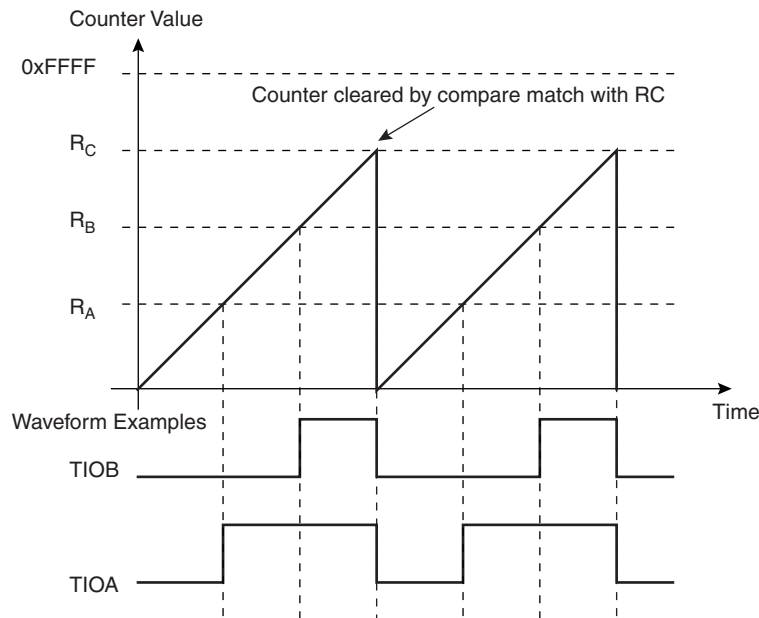 Counter Value
0xFFFF
Counter cleared by compare match with RC
RC
RB
RA
Time
Waveform Examples
TIOB
TIOA